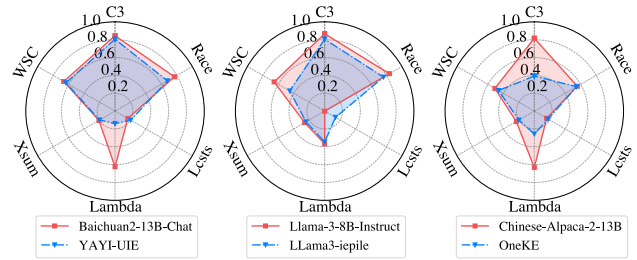 C3
1.0
0.8
0.6
0.4
0.2
Race
Lcsts
Lambda
Xsum
WSC
Baichuan2-13B-Chat
YAYI-UIE
C3
1.0
0.8
0.6
0.4
0.2
Race
Lcsts
Lambda
Xsum
WSC
Llama-3-8B-Instruct
LLama3-iepile
C3
1.0
0.8
0.6
0.4
0.2
Race
Lcsts
Lambda
Xsum
WSC
Chinese-Alpaca-2-13B
OneKE